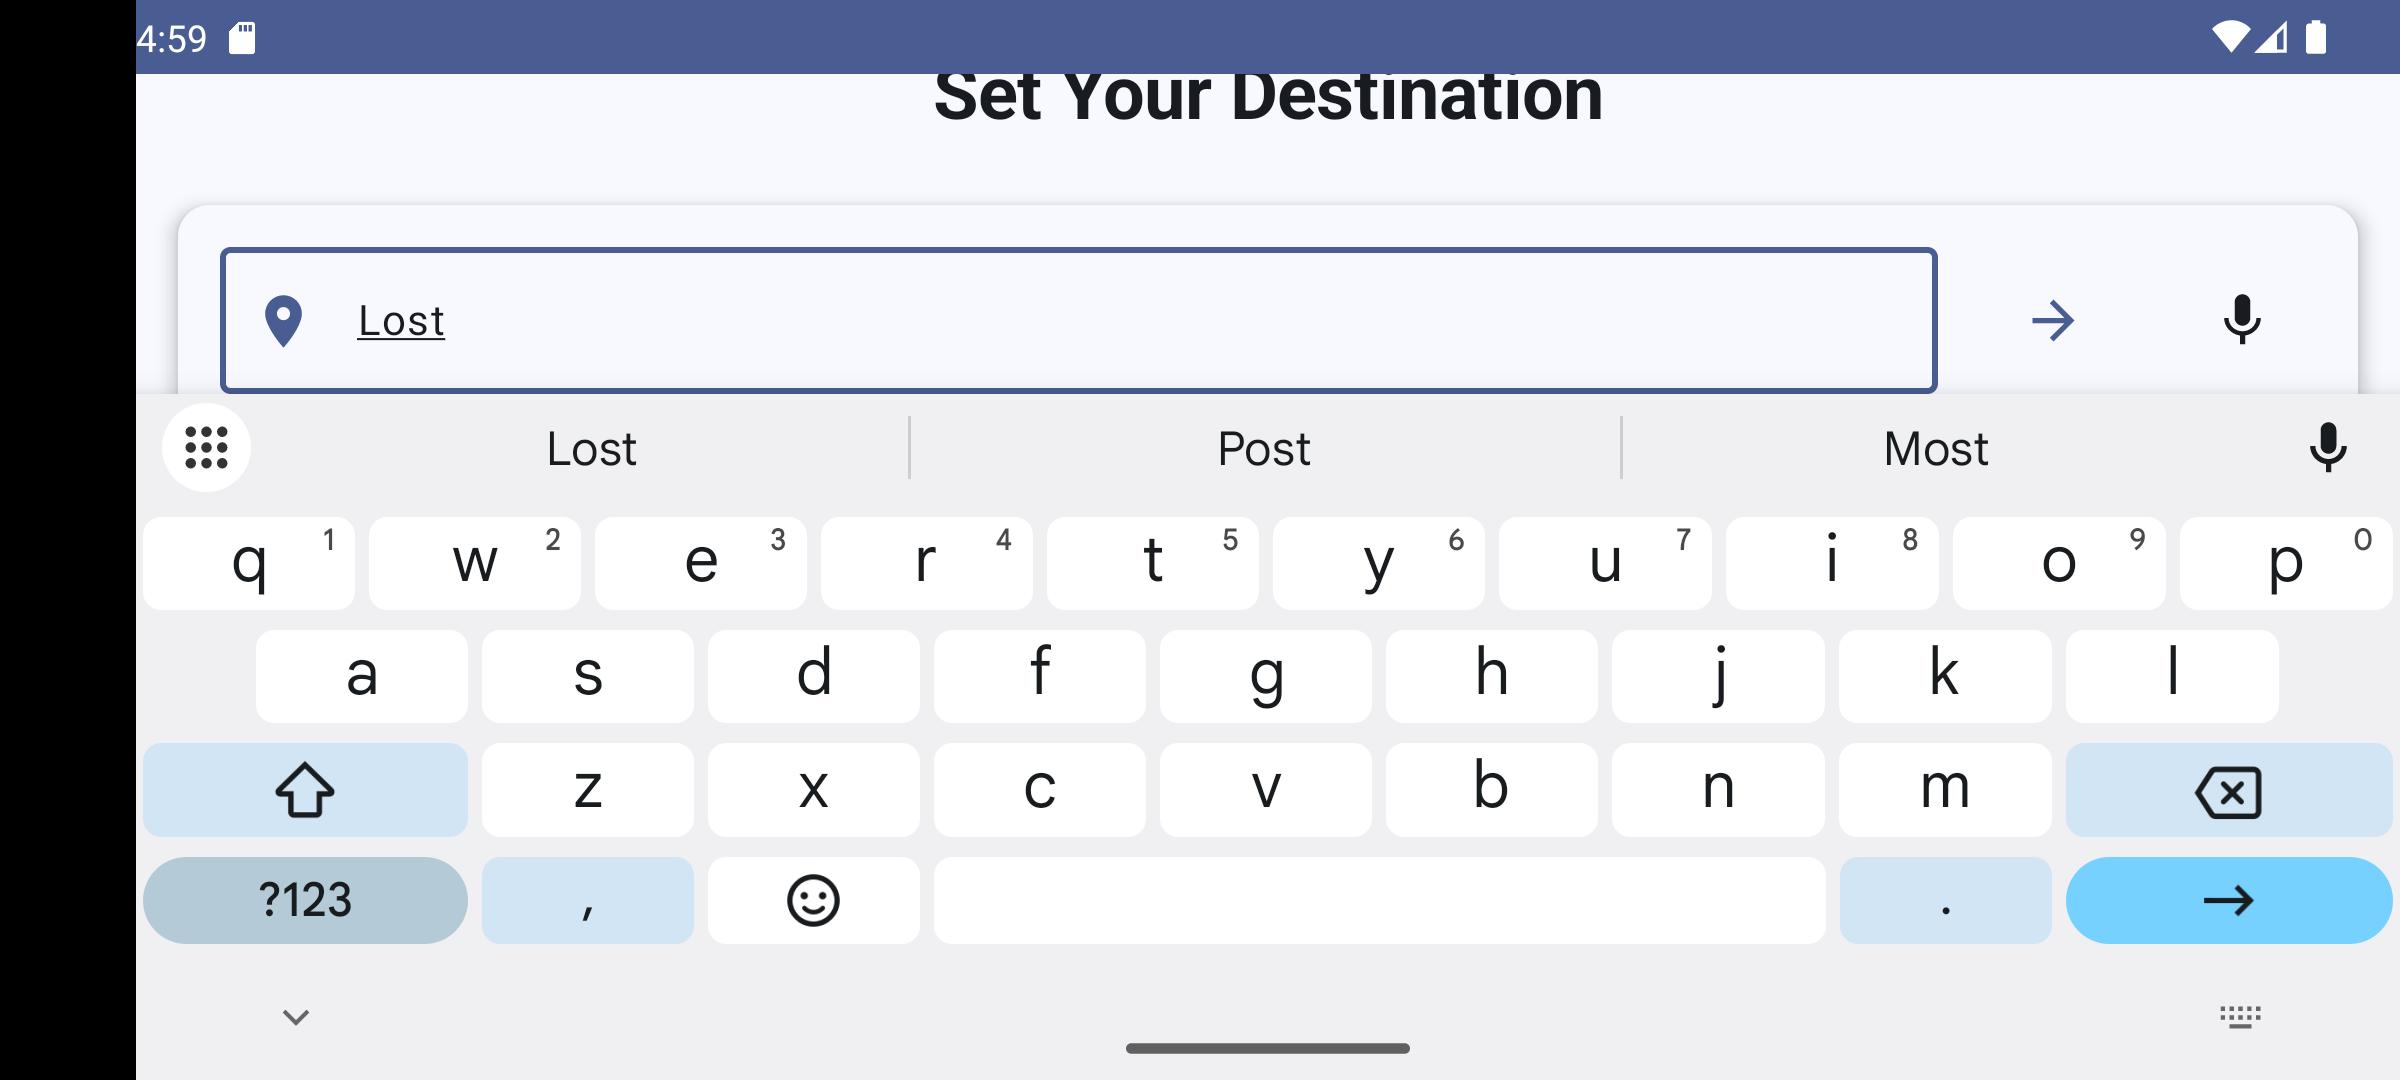 4:59
Set Your Destination
Lost
Lost Post Most
q 1 w 2 e 3 r 4 t 5 y 6 u 7 i 8 o 9 p 0
a s d f g h j k l
z x c v b n m
?123 , .